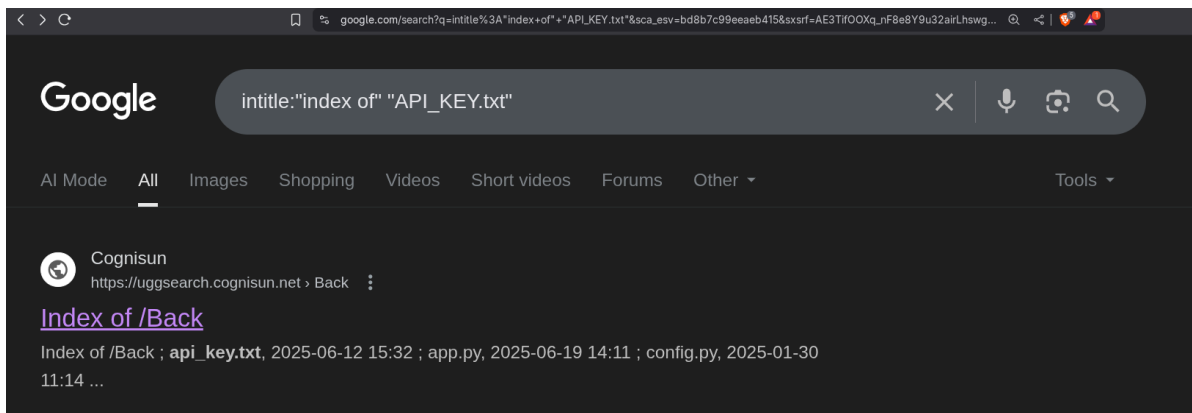 google.com/search?q=intitle%3A"index+of"+"API_KEY.txt"&sca_esv=bd8b7c99eeaeb415&sxsrf=AE3TifOOXq_nF8e8Y9u32airLhswg...
Google
intitle:"index of" "API_KEY.txt"
AI Mode All Images Shopping Videos Short videos Forums Other Tools
Cognisun
https://uggsearch.cognisun.net › Back
Index of /Back
Index of /Back ; api_key.txt, 2025-06-12 15:32 ; app.py, 2025-06-19 14:11 ; config.py, 2025-01-30
11:14 ...